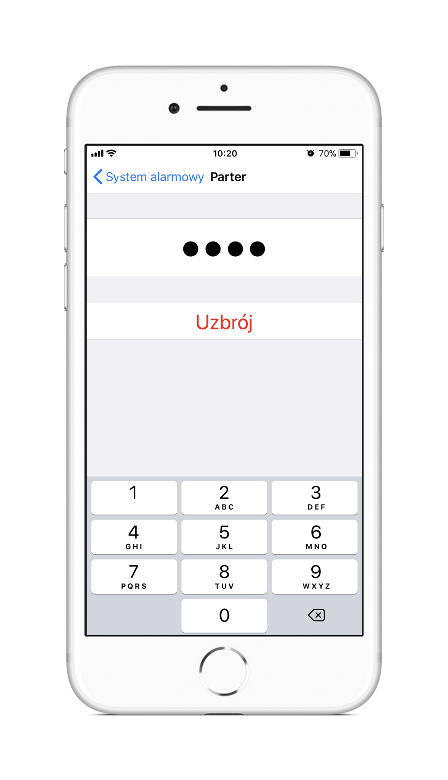 10:20 70%
System alarmowy Parter
Uzbrój
1 2 3
ABC DEF
4 5 6
GHI JKL MNO
7 8 9
PQRS TUV WXYZ
0